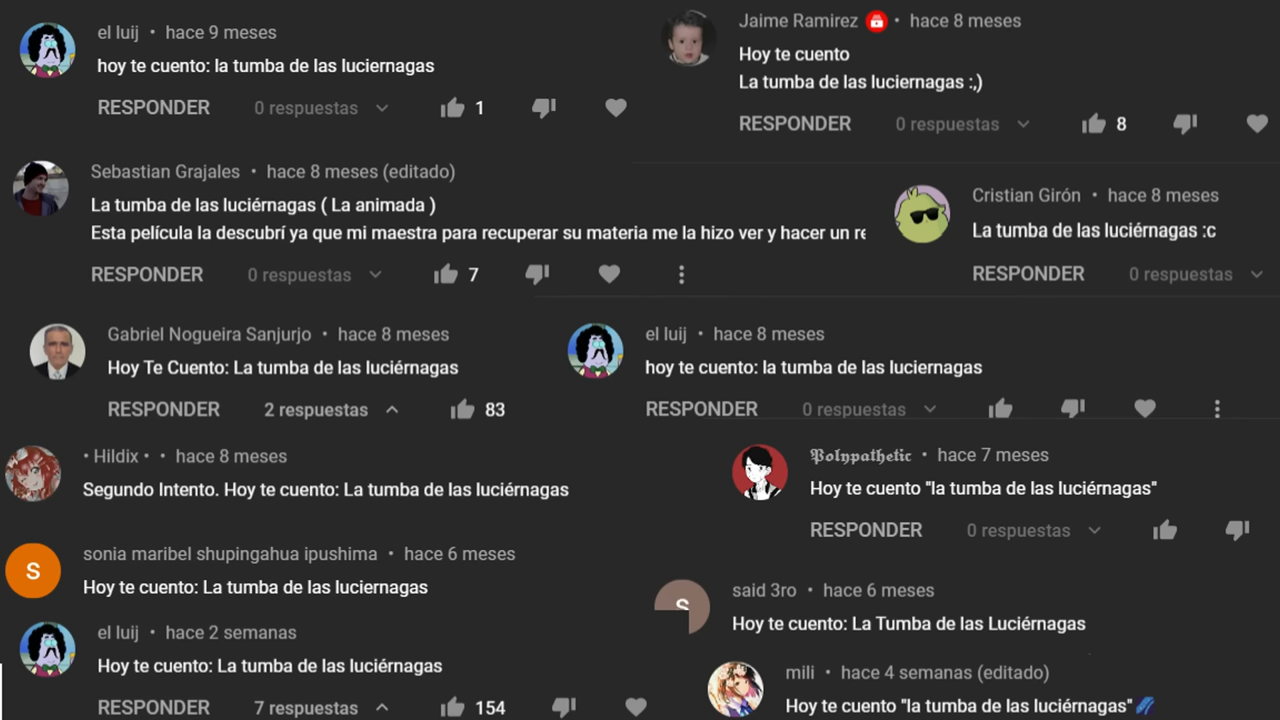 el luij • hace 9 meses
hoy te cuento: la tumba de las luciernagas
RESPONDER 0 respuestas 1
Jaime Ramirez • hace 8 meses
Hoy te cuento
La tumba de las luciernagas :,)
RESPONDER 0 respuestas 8
Sebastian Grajales • hace 8 meses (editado)
La tumba de las luciérnagas ( La animada )
Esta película la descubrí ya que mi maestra para recuperar su materia me la hizo ver y hacer un re
RESPONDER 0 respuestas 7
Cristian Girón • hace 8 meses
La tumba de las luciérnagas :c
RESPONDER 0 respuestas
Gabriel Nogueira Sanjurjo • hace 8 meses
Hoy Te Cuento: La tumba de las luciérnagas
RESPONDER 2 respuestas 83
el luij • hace 8 meses
hoy te cuento: la tumba de las luciernagas
RESPONDER 0 respuestas
• Hildix • • hace 8 meses
Segundo Intento. Hoy te cuento: La tumba de las luciérnagas
𝕻𝖔𝖑𝖞𝖕𝖆𝖙𝖍𝖊𝖙𝖎𝖈 • hace 7 meses
Hoy te cuento "la tumba de las luciérnagas"
RESPONDER 0 respuestas
S
sonia maribel shupingahua ipushima • hace 6 meses
Hoy te cuento: La tumba de las luciernagas
S
said 3ro • hace 6 meses
Hoy te cuento: La Tumba de las Luciérnagas
el luij • hace 2 semanas
Hoy te cuento: La tumba de las luciérnagas
RESPONDER 7 respuestas 154
mili • hace 4 semanas (editado)
Hoy te cuento "la tumba de las luciérnagas"